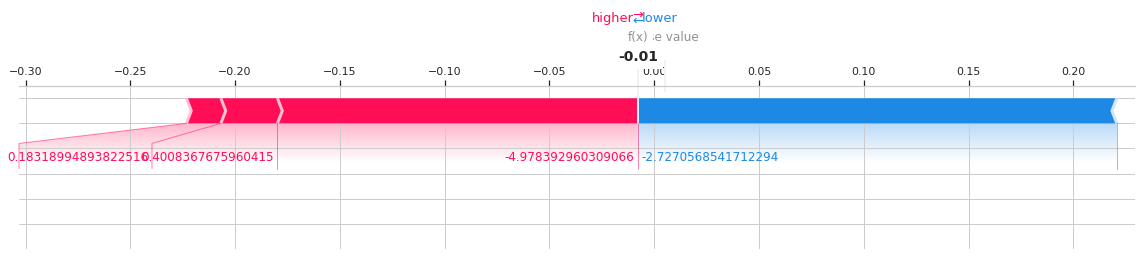 higher ⇄ lower
f(x) se value
-0.01
−0.30 −0.25 −0.20 −0.15 −0.10 −0.05 0.00 0.05 0.10 0.15 0.20
0.18318994893822516 0.4008367675960415 -4.978392960309066 -2.7270568541712294